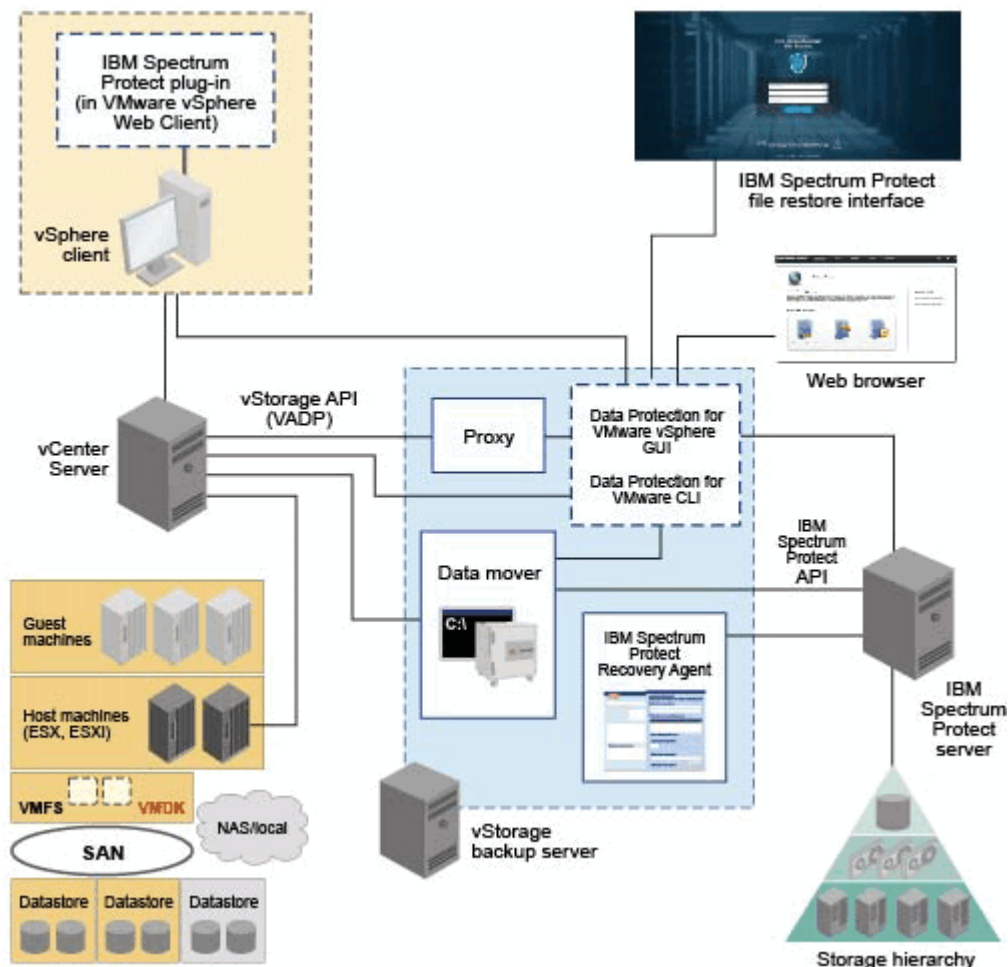 IBM Spectrum
Protect plug-in
(in VMware vSphere
Web Client)
vSphere
client
IBM Spectrum Protect
file restore interface
Web browser
vStorage API
(VADP)
vCenter
Server
Proxy
Data Protection for
VMware vSphere
GUI
Data Protection for
VMware CLI
Data mover
C:\
IBM Spectrum
Protect
Recovery Agent
IBM
Spectrum
Protect
API
IBM
Spectrum
Protect
server
Guest
machines
Host machines
(ESX, ESXI)
VMFS
VMDK
NAS/local
SAN
Datastore
Datastore
Datastore
vStorage
backup server
Storage hierarchy